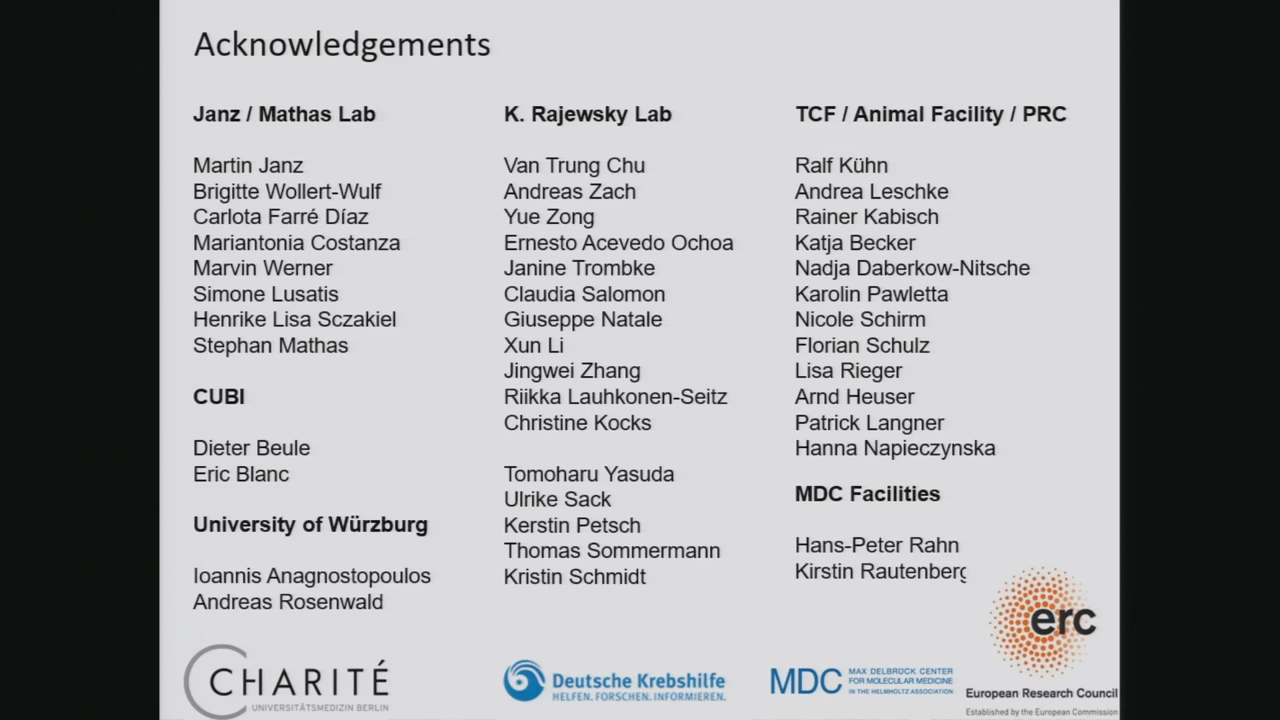 Acknowledgements
Janz / Mathas Lab
Martin Janz
Brigitte Wollert-Wulf
Carlota Farré Díaz
Mariantonia Costanza
Marvin Werner
Simone Lusatis
Henrike Lisa Sczakiel
Stephan Mathas
CUBI
Dieter Beule
Eric Blanc
University of Würzburg
Ioannis Anagnostopoulos
Andreas Rosenwald
K. Rajewsky Lab
Van Trung Chu
Andreas Zach
Yue Zong
Ernesto Acevedo Ochoa
Janine Trombke
Claudia Salomon
Giuseppe Natale
Xun Li
Jingwei Zhang
Riikka Lauhkonen-Seitz
Christine Kocks
Tomoharu Yasuda
Ulrike Sack
Kerstin Petsch
Thomas Sommermann
Kristin Schmidt
TCF / Animal Facility / PRC
Ralf Kühn
Andrea Leschke
Rainer Kabisch
Katja Becker
Nadja Daberkow-Nitsche
Karolin Pawletta
Nicole Schirm
Florian Schulz
Lisa Rieger
Arnd Heuser
Patrick Langner
Hanna Napieczynska
MDC Facilities
Hans-Peter Rahn
Kirstin Rautenberg
CHARITÉ
UNIVERSITÄTSMEDIZIN BERLIN
Deutsche Krebshilfe
HELFEN. FORSCHEN. INFORMIEREN.
MDC
MAX DELBRÜCK CENTER
FOR MOLECULAR MEDICINE
IN THE HELMHOLTZ ASSOCIATION
erc
European Research Council
Established by the European Commission